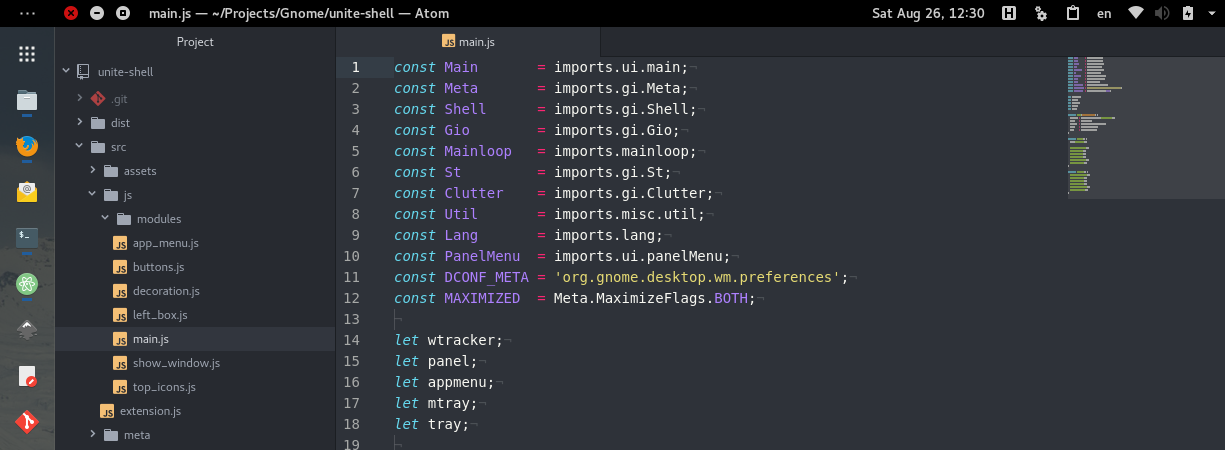 main.js — ~/Projects/Gnome/unite-shell — Atom
Sat Aug 26, 12:30
H
en
Project
unite-shell
.git
dist
src
assets
js
modules
app_menu.js
buttons.js
decoration.js
left_box.js
main.js
show_window.js
top_icons.js
extension.js
meta
main.js
1 const Main = imports.ui.main;
2 const Meta = imports.gi.Meta;
3 const Shell = imports.gi.Shell;
4 const Gio = imports.gi.Gio;
5 const Mainloop = imports.mainloop;
6 const St = imports.gi.St;
7 const Clutter = imports.gi.Clutter;
8 const Util = imports.misc.util;
9 const Lang = imports.lang;
10 const PanelMenu = imports.ui.panelMenu;
11 const DCONF_META = 'org.gnome.desktop.wm.preferences';
12 const MAXIMIZED = Meta.MaximizeFlags.BOTH;
13
14 let wtracker;
15 let panel;
16 let appmenu;
17 let mtray;
18 let tray;
19